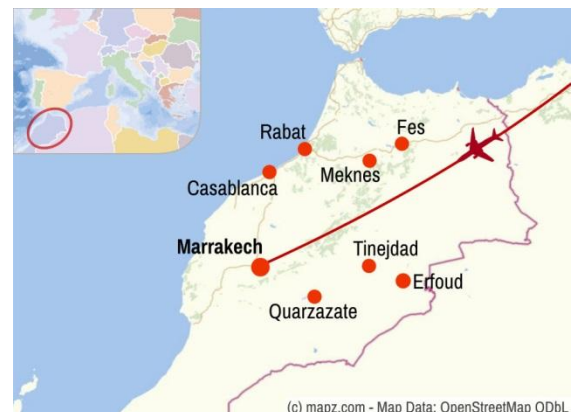 Rabat
Fes
Casablanca
Meknes
Marrakech
Tinejdad
Erfoud
Quarzazate
(c) mapz.com - Map Data: OpenStreetMap ODbL